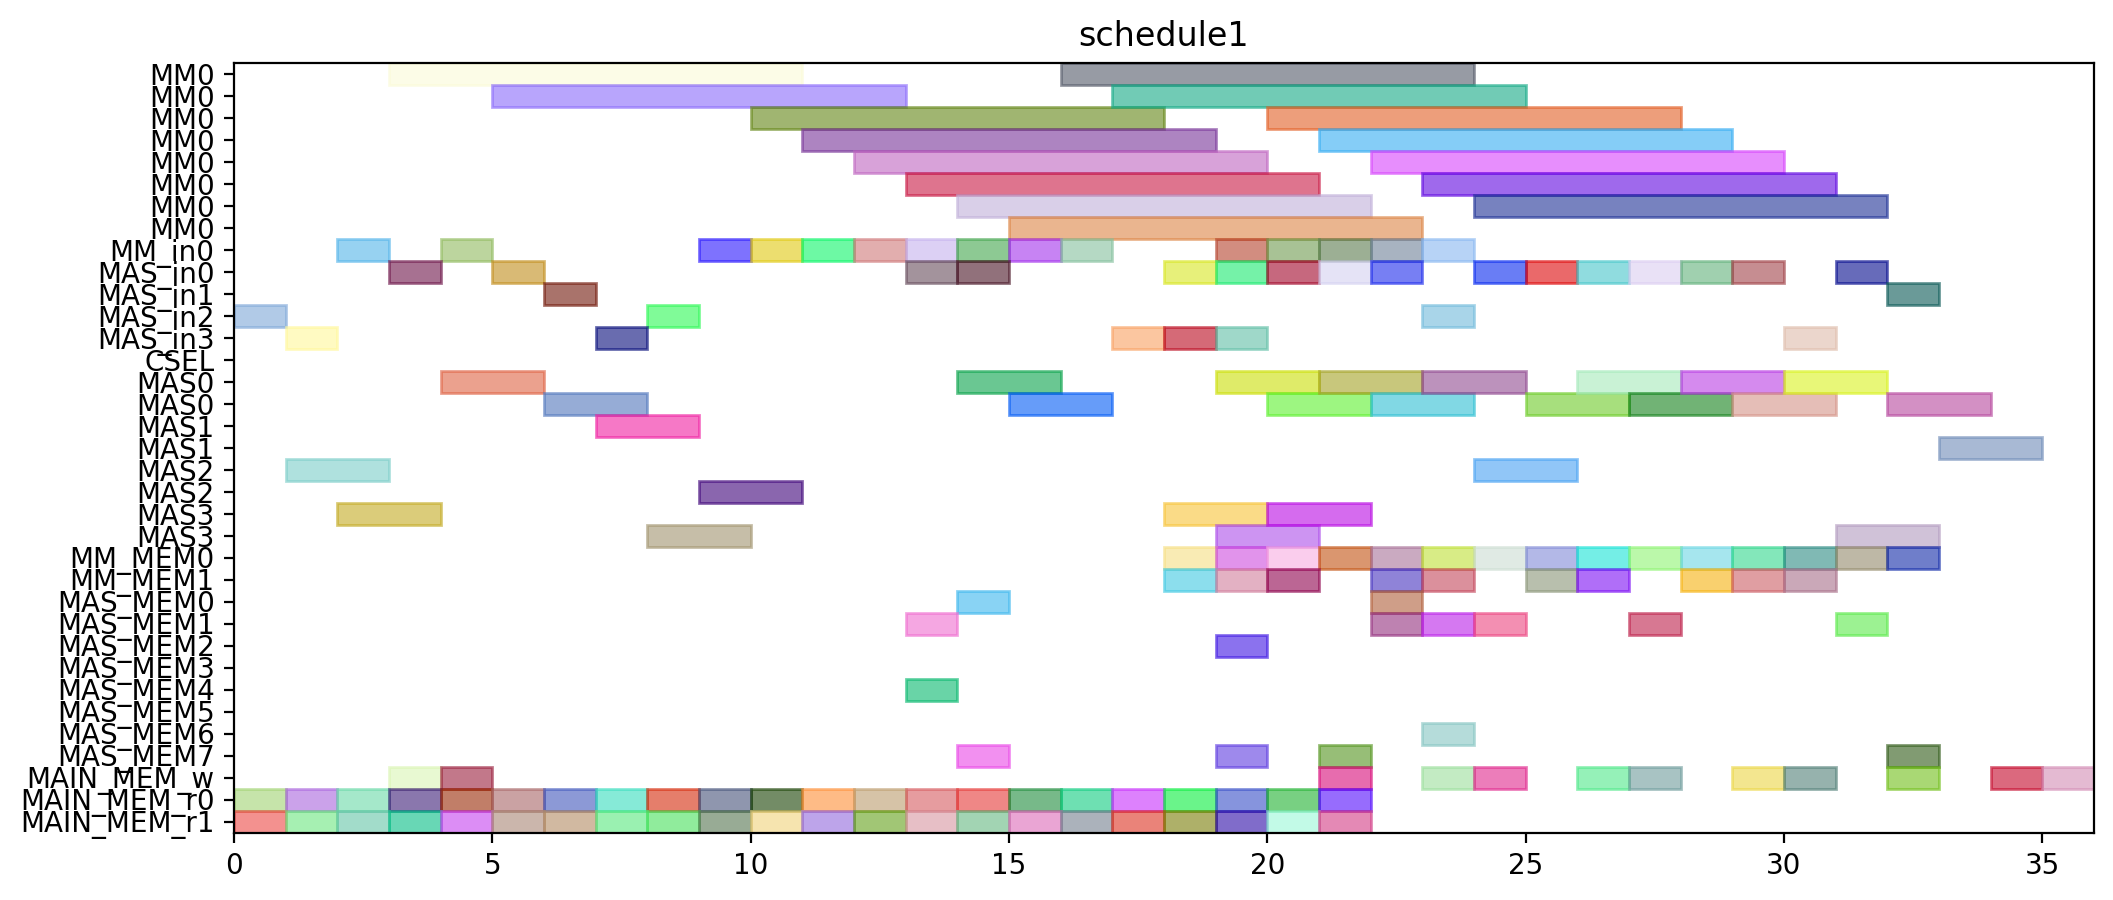 schedule1
MM0
MM0
MM0
MM0
MM0
MM0
MM0
MM0
MM_in0
MAS_in0
MAS_in1
MAS_in2
MAS_in3
CSEL
MAS0
MAS0
MAS1
MAS1
MAS2
MAS2
MAS3
MAS3
MM_MEM0
MM_MEM1
MAS_MEM0
MAS_MEM1
MAS_MEM2
MAS_MEM3
MAS_MEM4
MAS_MEM5
MAS_MEM6
MAS_MEM7
MAIN_MEM_w
MAIN_MEM_r0
MAIN_MEM_r1
0 5 10 15 20 25 30 35